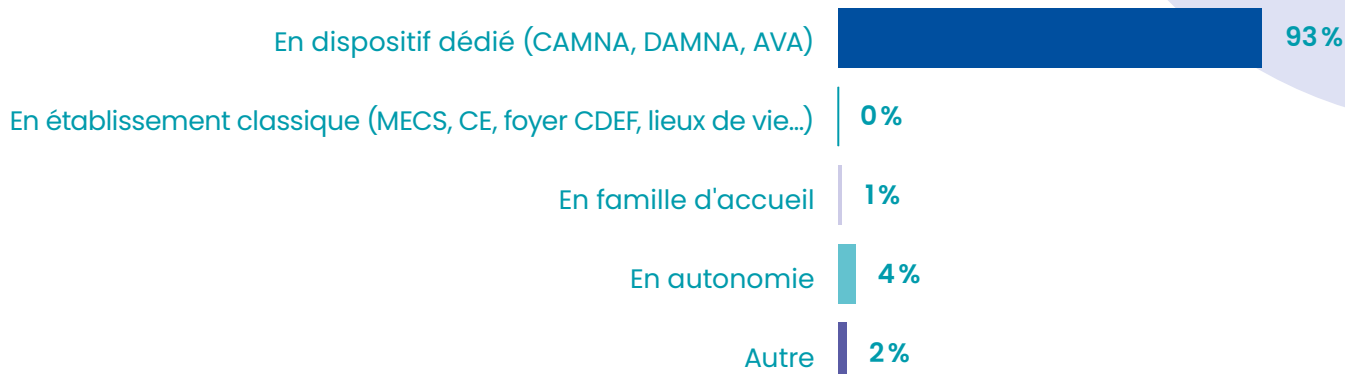 En dispositif dédié (CAMNA, DAMNA, AVA) 93%
En établissement classique (MECS, CE, foyer CDEF, lieux de vie...) 0%
En famille d'accueil 1%
En autonomie 4%
Autre 2%